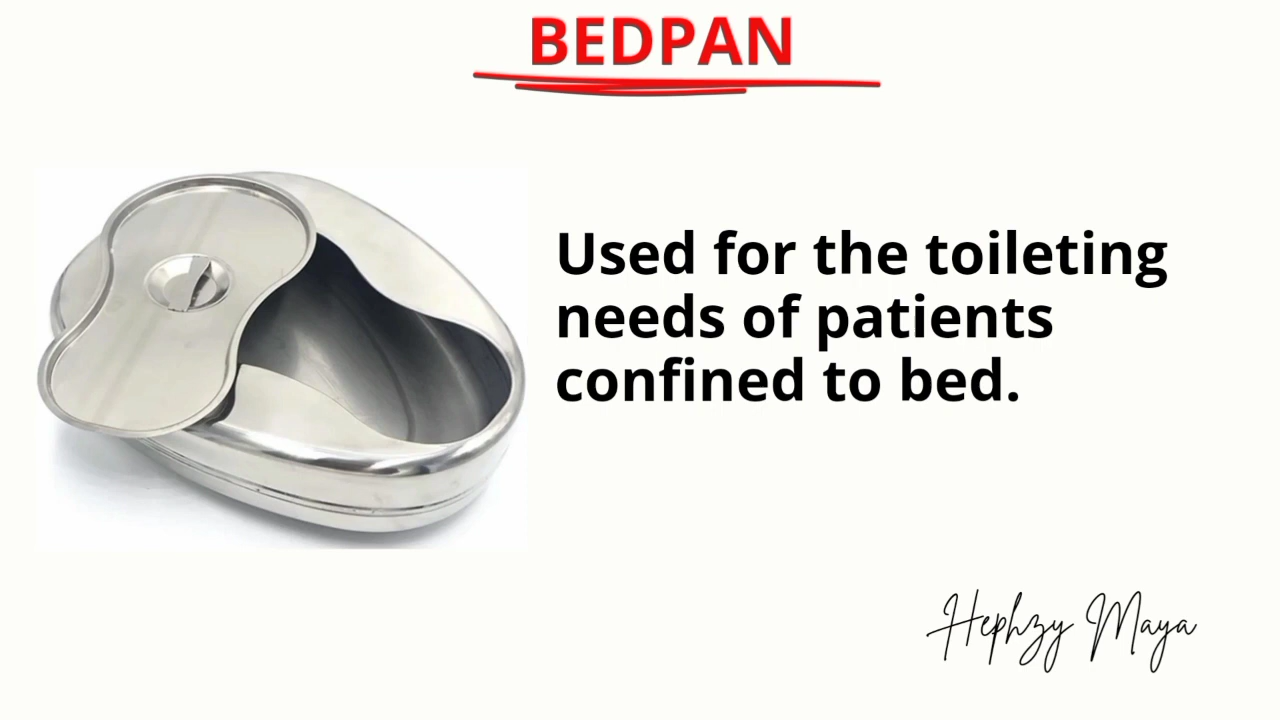 BEDPAN
Used for the toileting
needs of patients
confined to bed.
Hephzy Maya